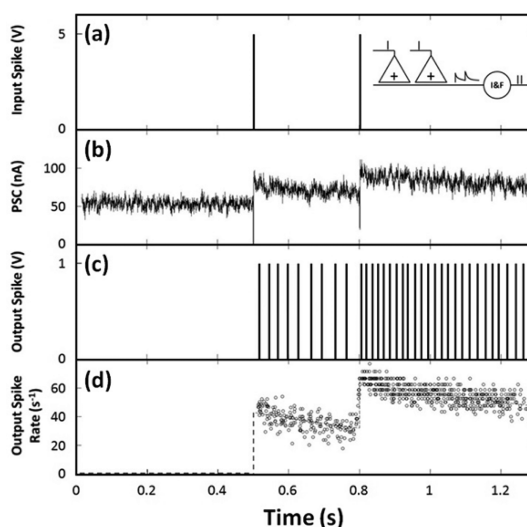 (a)
Input Spike (V)
5
0
+
+
I&F
(b)
PSC (nA)
100
50
0
(c)
Output Spike (V)
1
0
(d)
Output Spike
Rate (s⁻¹)
60
40
20
0
0
0.2
0.4
0.6
0.8
1
1.2
Time (s)